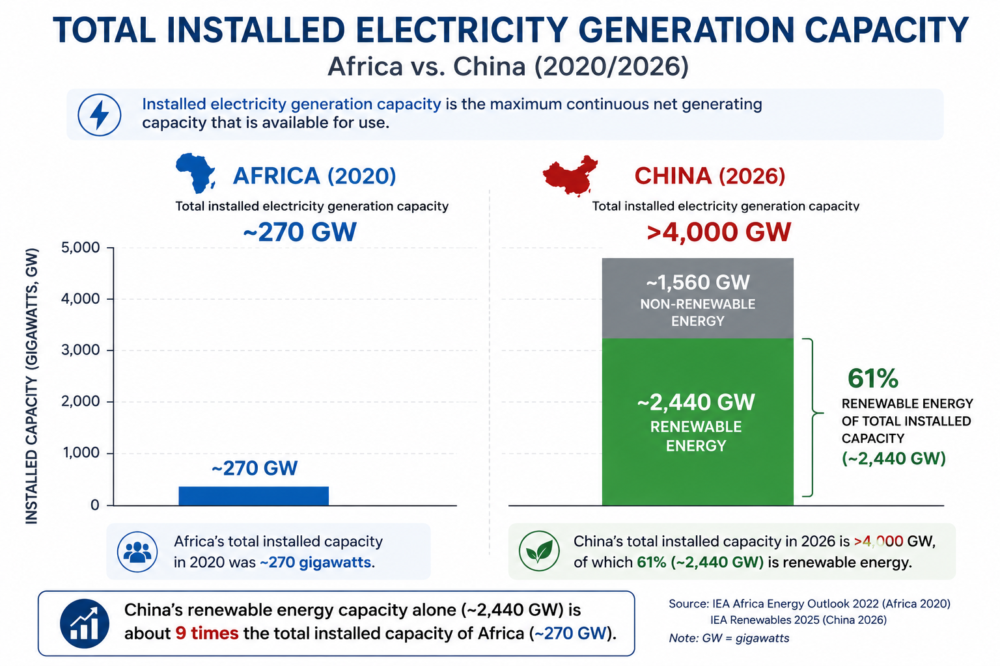 TOTAL INSTALLED ELECTRICITY GENERATION CAPACITY
Africa vs. China (2020/2026)
Installed electricity generation capacity is the maximum continuous net generating
capacity that is available for use.
AFRICA (2020)
Total installed electricity generation capacity
~270 GW
CHINA (2026)
Total installed electricity generation capacity
>4,000 GW
INSTALLED CAPACITY (GIGAWATTS, GW)
5,000
4,000
3,000
2,000
1,000
0
~270 GW
~1,560 GW
NON-RENEWABLE
ENERGY
~2,440 GW
RENEWABLE
ENERGY
61%
RENEWABLE ENERGY
OF TOTAL INSTALLED
CAPACITY
(~2,440 GW)
Africa's total installed capacity
in 2020 was ~270 gigawatts.
China's total installed capacity in 2026 is >4,000 GW,
of which 61% (~2,440 GW) is renewable energy.
China's renewable energy capacity alone (~2,440 GW) is
about 9 times the total installed capacity of Africa (~270 GW).
Source: IEA Africa Energy Outlook 2022 (Africa 2020)
IEA Renewables 2025 (China 2026)
Note: GW = gigawatts